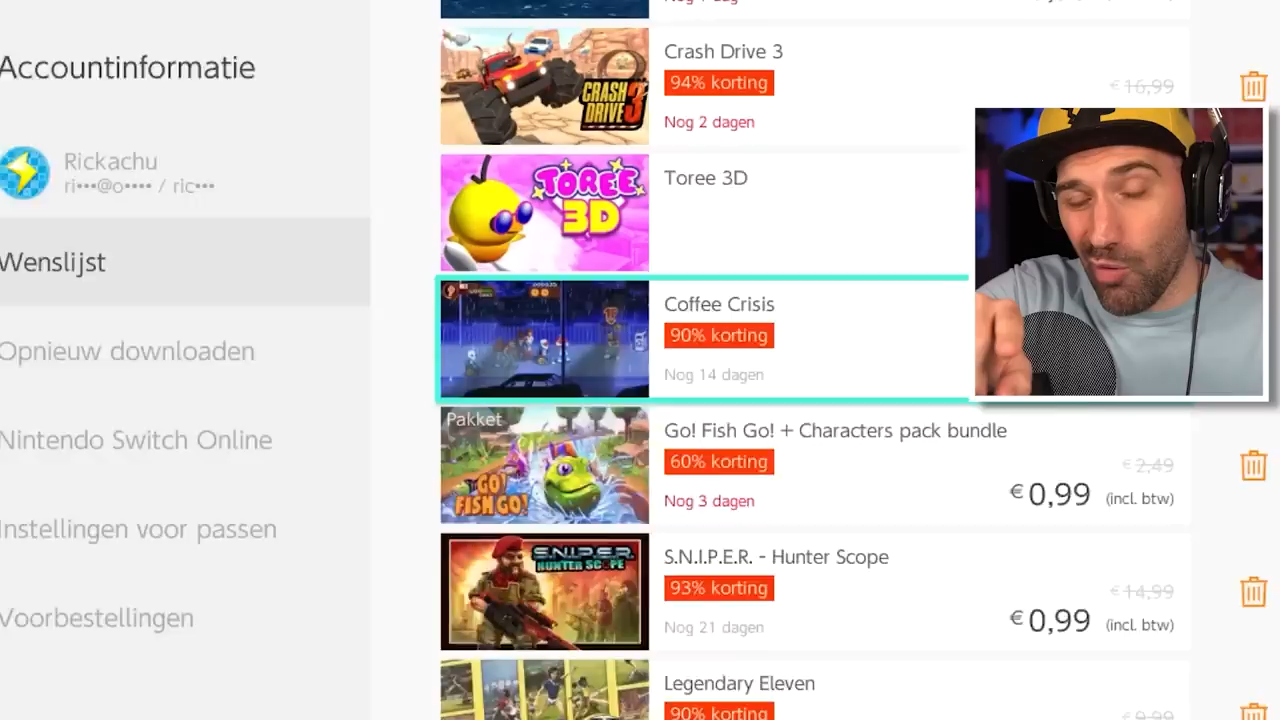 Accountinformatie
Rickachu
ri•••@o•••• / ric•••
Wenslijst
Opnieuw downloaden
Nintendo Switch Online
Instellingen voor passen
Voorbestellingen
Crash Drive 3
94% korting
€ 16,99
Nog 2 dagen
CRASH
DRIVE 3
Toree 3D
TOREE
3D
Coffee Crisis
90% korting
Nog 14 dagen
Pakket
GO!
FISH GO!
Go! Fish Go! + Characters pack bundle
60% korting
€ 2,49
Nog 3 dagen
€ 0,99 (incl. btw)
S.N.I.P.E.R.
HUNTER SCOPE
S.N.I.P.E.R. - Hunter Scope
93% korting
€ 14,99
Nog 21 dagen
€ 0,99 (incl. btw)
Legendary Eleven
90% korting
€ 9,99